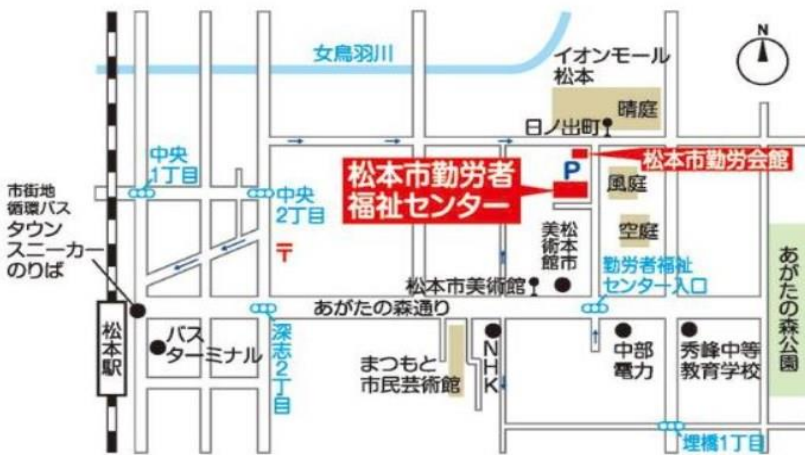 女鳥羽川
N
イオンモール
松本
晴庭
日ノ出町
中央
1丁目
松本市勤労者
福祉センター
P
松本市勤労会館
風庭
市街地
循環バス
タウン
スニーカー
のりば
中央
2丁目
〒
松本市
美術館
空庭
松本市美術館
勤労者福祉
センター入口
あがたの森公園
あがたの森通り
松本駅
バス
ターミナル
深志2丁目
まつもと
市民芸術館
NHK
中部
電力
秀峰中等
教育学校
埋橋1丁目